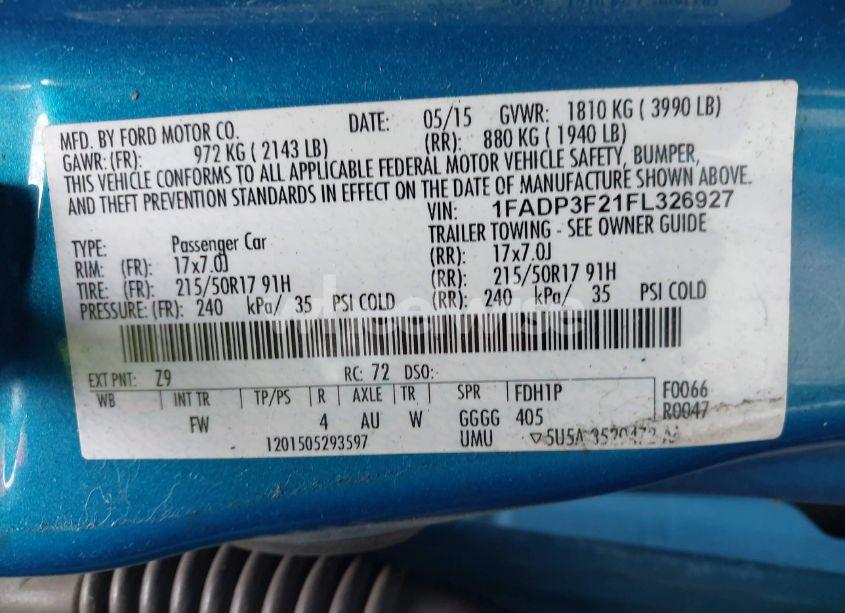 MFD. BY FORD MOTOR CO. DATE: 05/15 GVWR: 1810 KG ( 3990 LB)
GAWR: (FR): 972 KG ( 2143 LB) (RR): 880 KG ( 1940 LB)
THIS VEHICLE CONFORMS TO ALL APPLICABLE FEDERAL MOTOR VEHICLE SAFETY, BUMPER,
AND THEFT PREVENTION STANDARDS IN EFFECT ON THE DATE OF MANUFACTURE SHOWN ABOVE.
VIN: 1FADP3F21FL326927
TYPE: Passenger Car TRAILER TOWING - SEE OWNER GUIDE
RIM: (FR): 17x7.0J (RR): 17x7.0J
TIRE: (FR): 215/50R17 91H (RR): 215/50R17 91H
PRESSURE: (FR): 240 kPa/ 35 PSI COLD (RR): 240 kPa/ 35 PSI COLD
EXT PNT: Z9 RC: 72 DSO:
WB INT TR TP/PS R AXLE TR SPR FDH1P F0066
FW 4 AU W GGGG 405 R0047
1201505293597 UMU